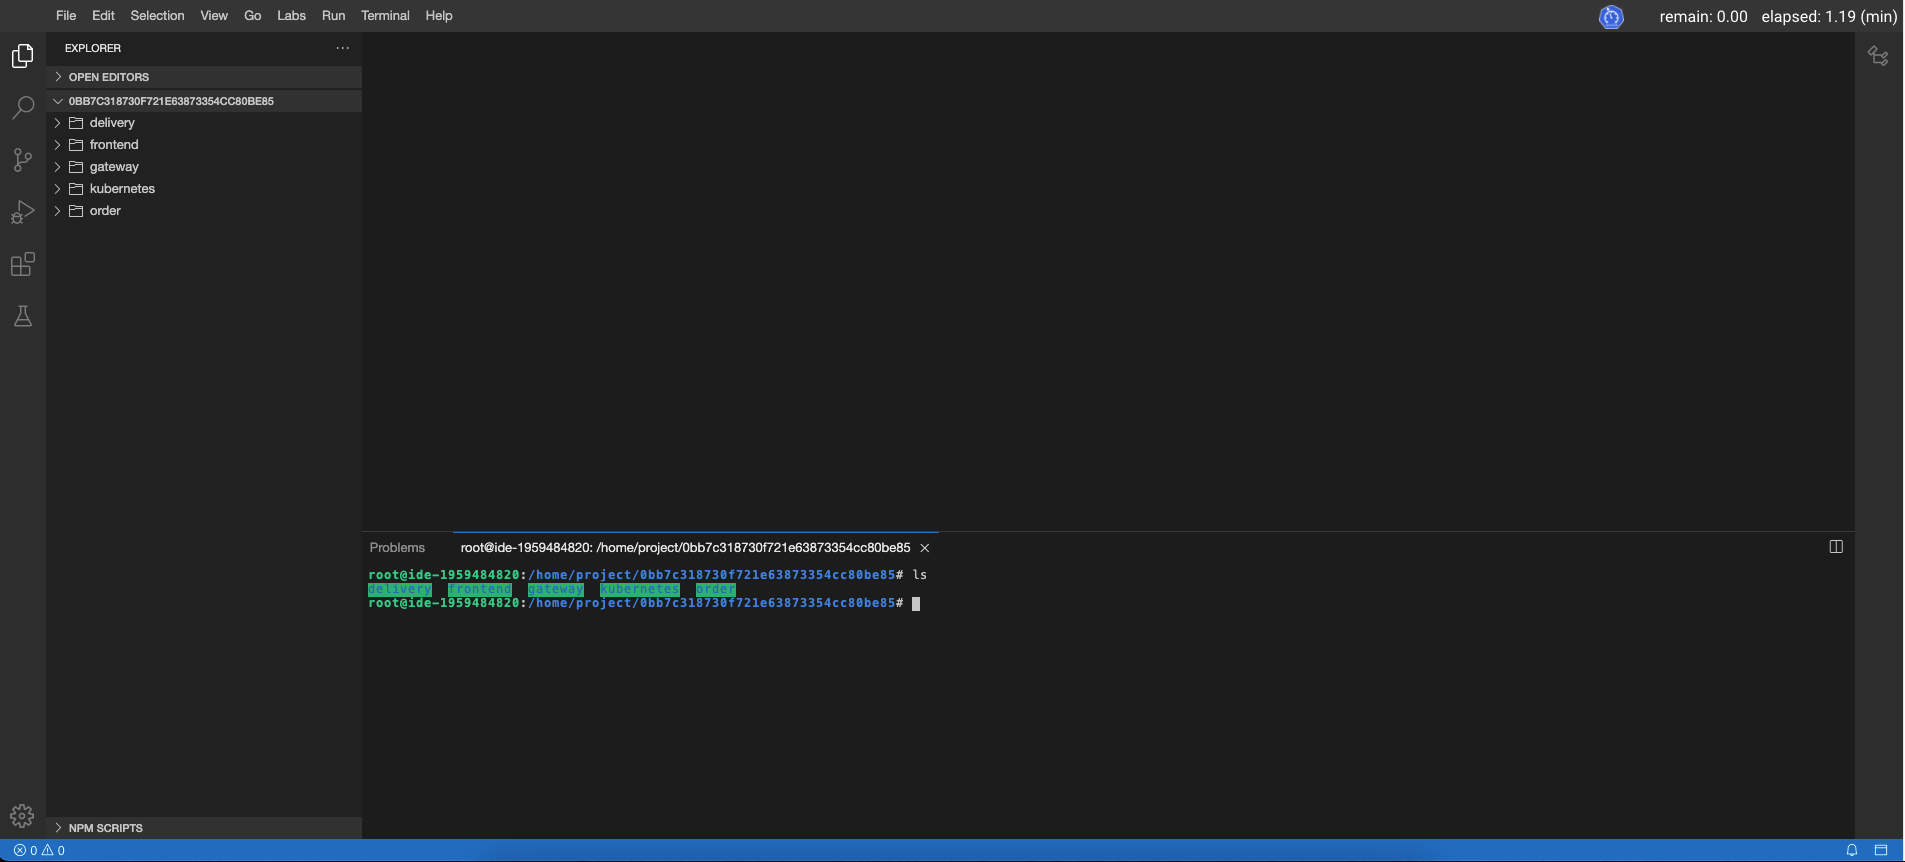 File Edit Selection View Go Labs Run Terminal Help
remain: 0.00 elapsed: 1.19 (min)
EXPLORER
OPEN EDITORS
0BB7C318730F721E63873354CC80BE85
delivery
frontend
gateway
kubernetes
order
NPM SCRIPTS
Problems root@ide-1959484820: /home/project/0bb7c318730f721e63873354cc80be85
root@ide-1959484820:/home/project/0bb7c318730f721e63873354cc80be85# ls
delivery frontend gateway kubernetes order
root@ide-1959484820:/home/project/0bb7c318730f721e63873354cc80be85#
0 0